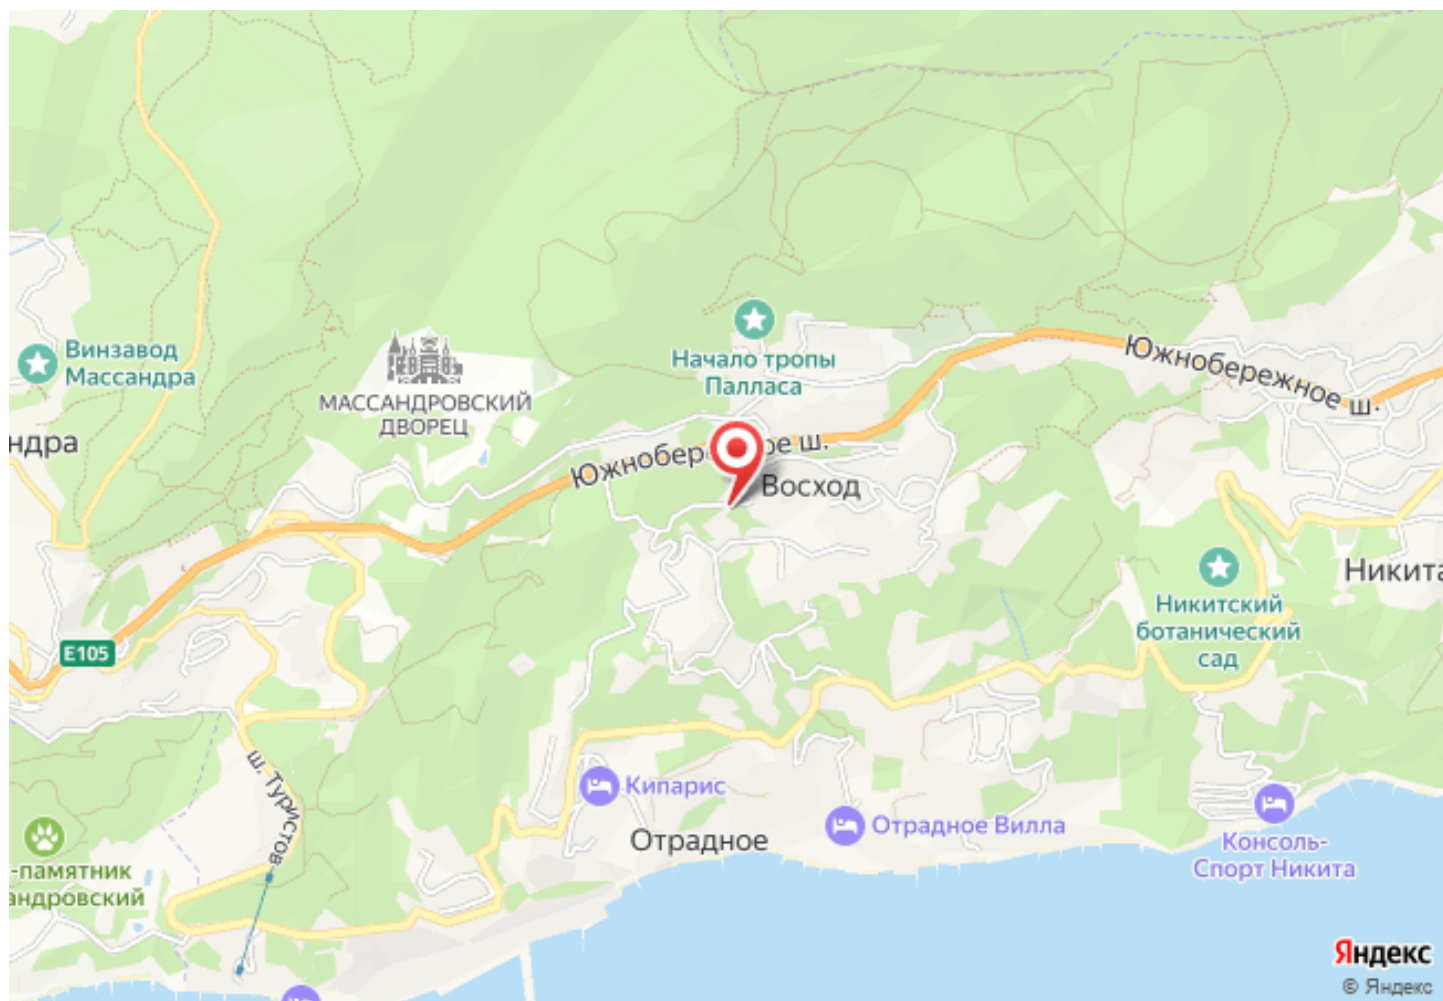 Винзавод
Массандра
МАССАНДРОВСКИЙ
ДВОРЕЦ
Начало тропы
Палласа
Южнобережное ш.
ндра
ое ш.
Южнобер
Восход
Никитский
ботанический
сад
Никита
E105
ш. Туристов
Кипарис
Отрадное
Отрадное Вилла
Консоль-
Спорт Никита
-памятник
андровский
Яндекс
© Яндекс